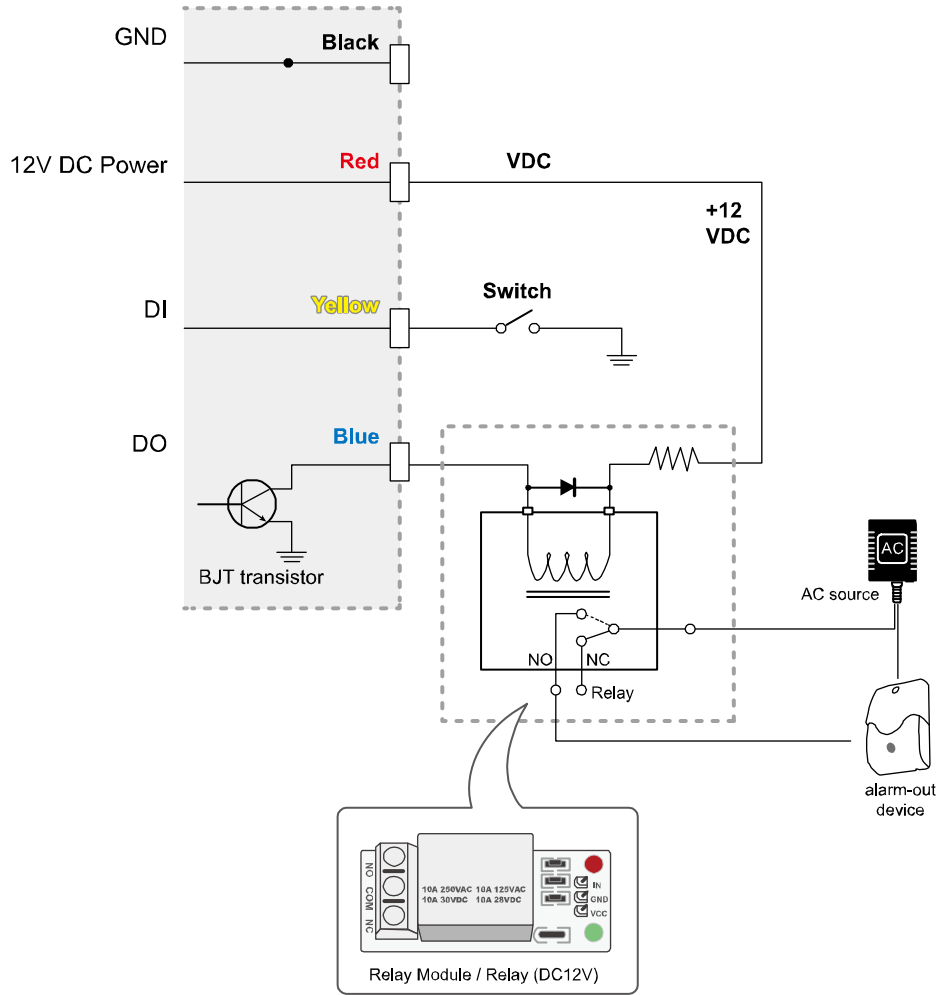 GND
Black
12V DC Power
Red
VDC
+12
VDC
DI
Yellow
Switch
DO
Blue
BJT transistor
AC
AC source
NO
NC
Relay
alarm-out
device
NO
COM
NC
10A 250VAC 10A 125VAC
10A 30VDC 10A 28VDC
IN
GND
VCC
Relay Module / Relay (DC12V)